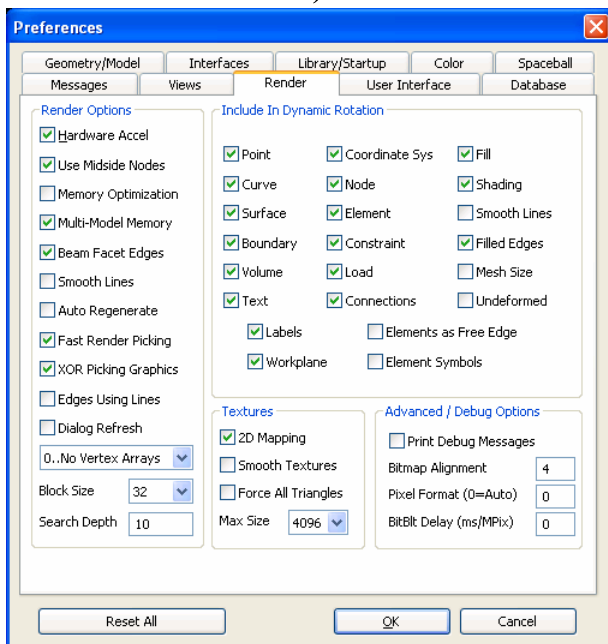 Preferences
Geometry/Model Interfaces Library/Startup Color Spaceball
Messages Views Render User Interface Database
Render Options
Hardware Accel
Use Midside Nodes
Memory Optimization
Multi-Model Memory
Beam Facet Edges
Smooth Lines
Auto Regenerate
Fast Render Picking
XOR Picking Graphics
Edges Using Lines
Dialog Refresh
0..No Vertex Arrays
Block Size 32
Search Depth 10
Include In Dynamic Rotation
Point Coordinate Sys Fill
Curve Node Shading
Surface Element Smooth Lines
Boundary Constraint Filled Edges
Volume Load Mesh Size
Text Connections Undeformed
Labels Elements as Free Edge
Workplane Element Symbols
Textures
2D Mapping
Smooth Textures
Force All Triangles
Max Size 4096
Advanced / Debug Options
Print Debug Messages
Bitmap Alignment 4
Pixel Format (0=Auto) 0
BitBlt Delay (ms/MPix) 0
Reset All OK Cancel